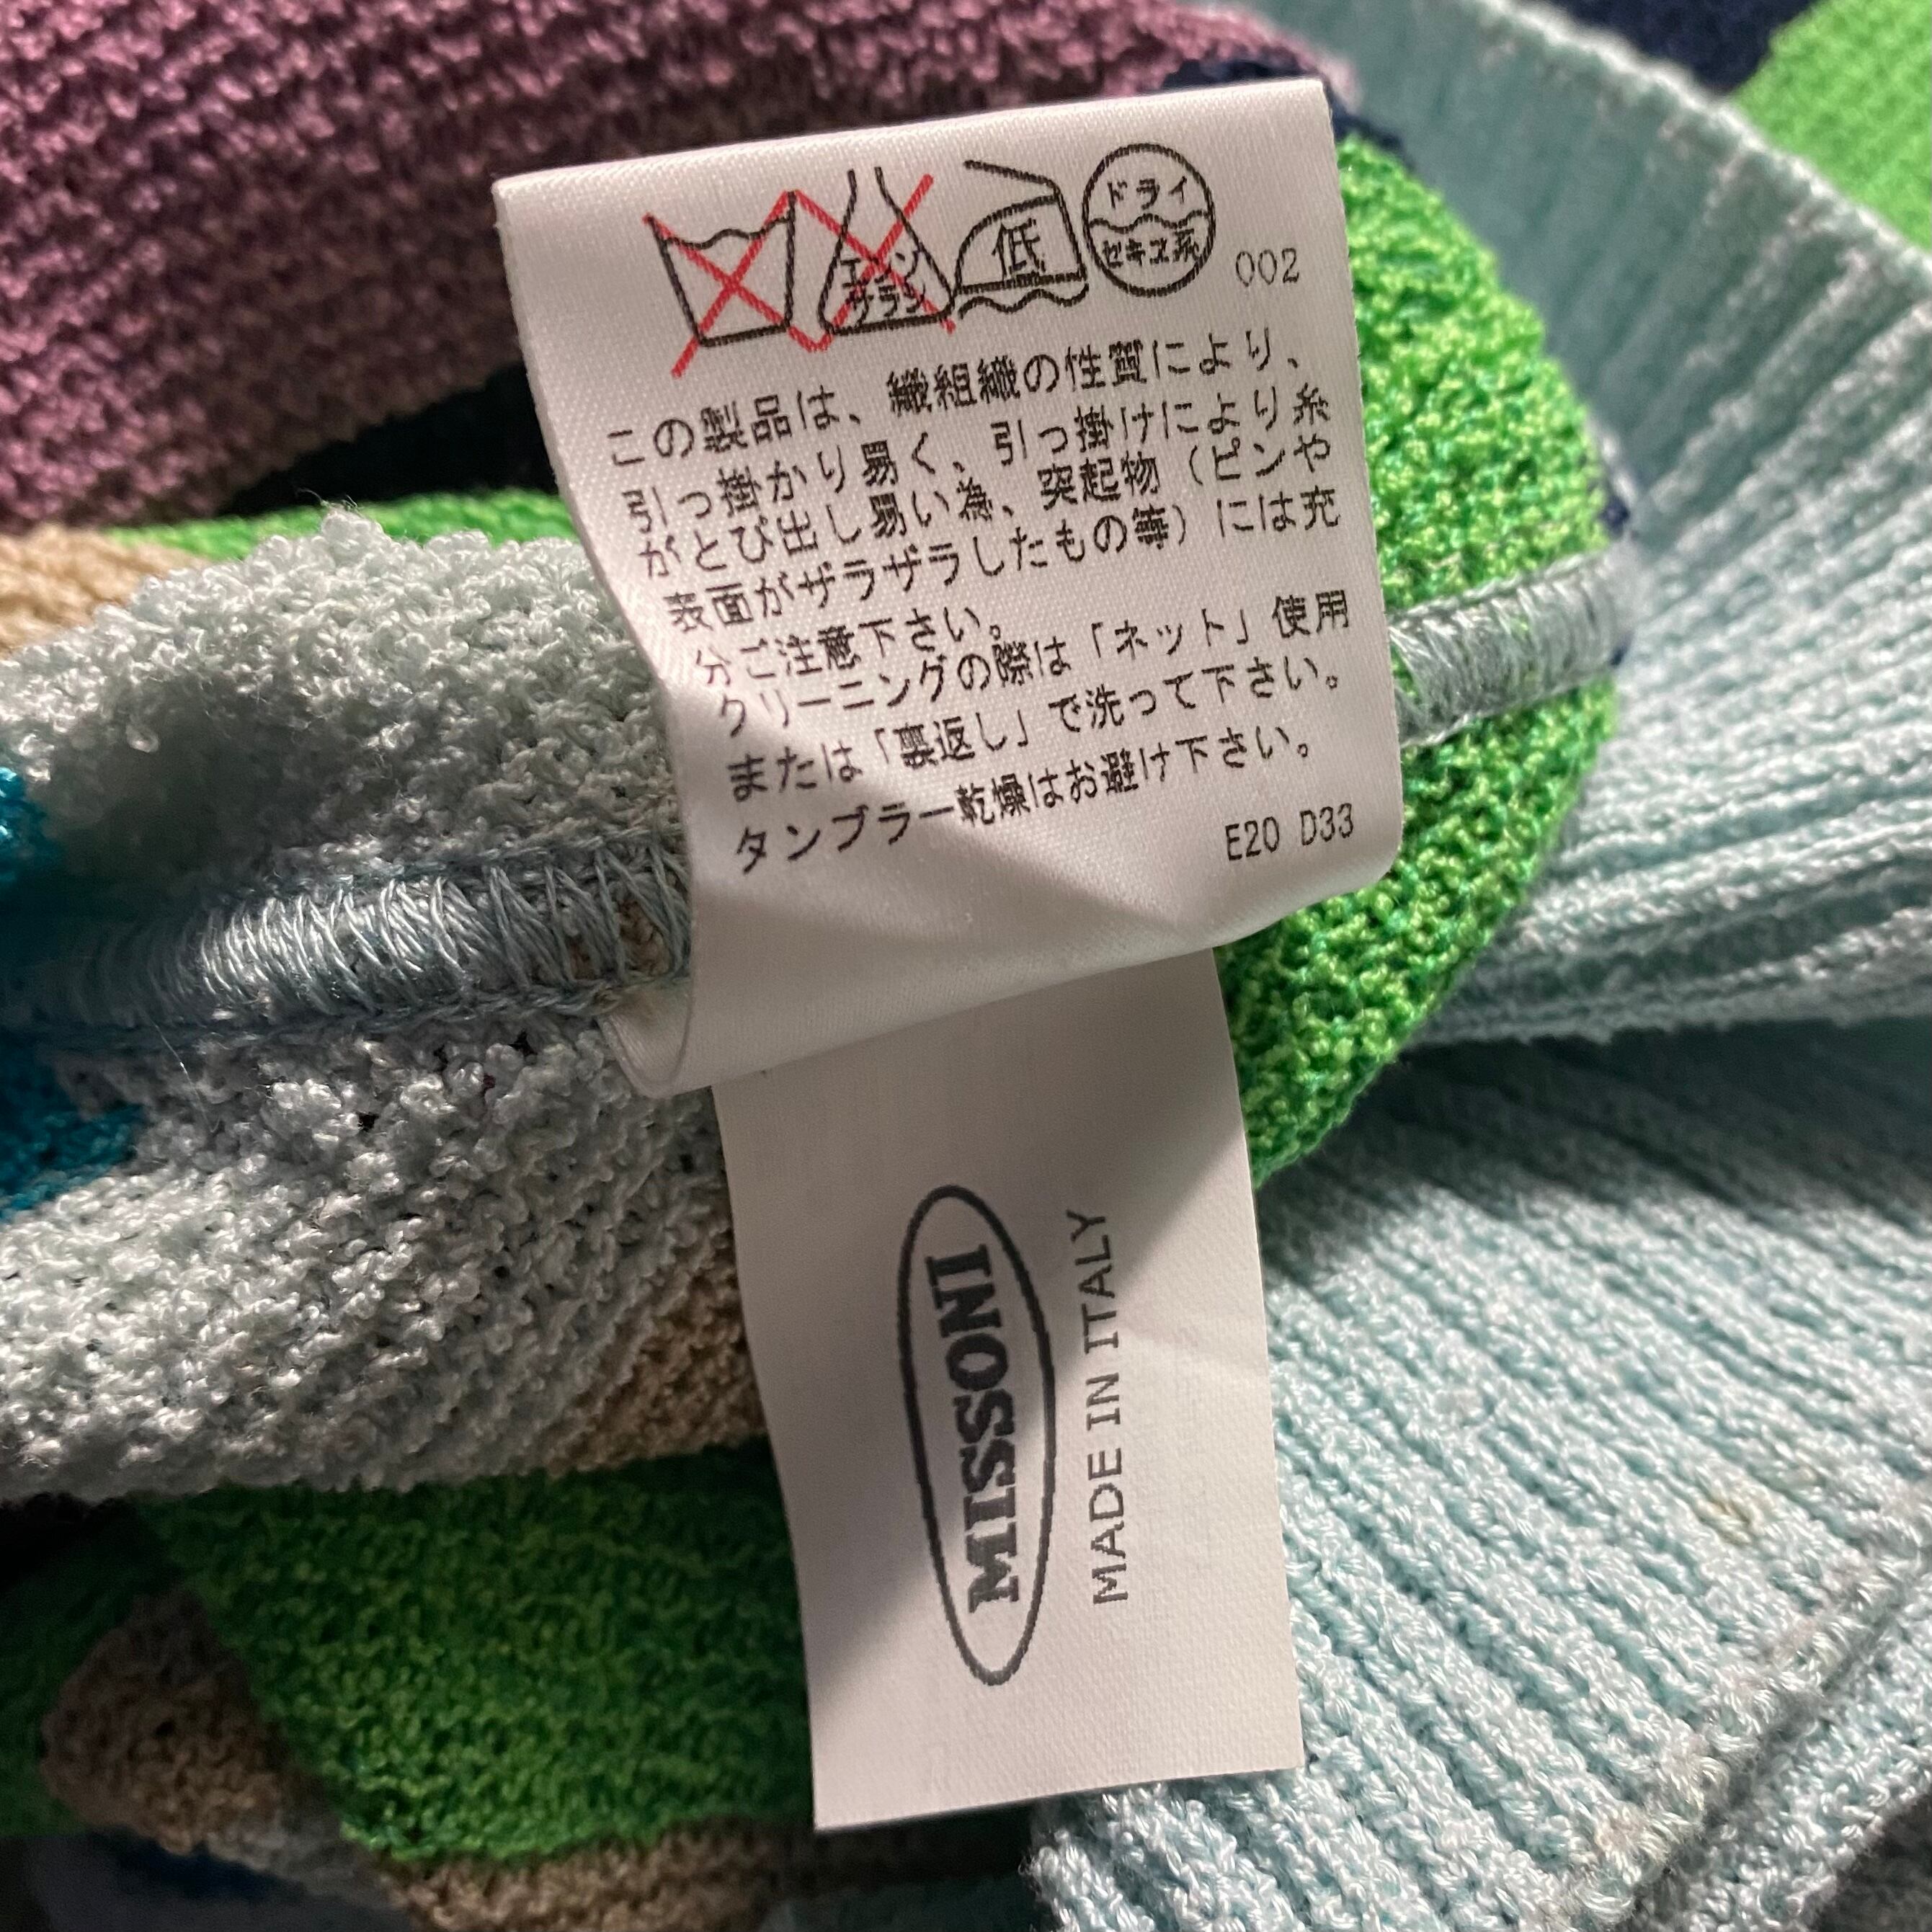 エンソ
サラシ
低
ドライ
セキユ系
002
この製品は、繊組織の性質により、
引っ掛かり易く、引っ掛けにより糸
がとび出し易い為、突起物（ピンや
表面がザラザラしたもの等）には充
分ご注意下さい。
クリーニングの際は「ネット」使用
または「裏返し」で洗って下さい。
タンブラー乾燥はお避け下さい。
E20 D33
MISSONI
MADE IN ITALY